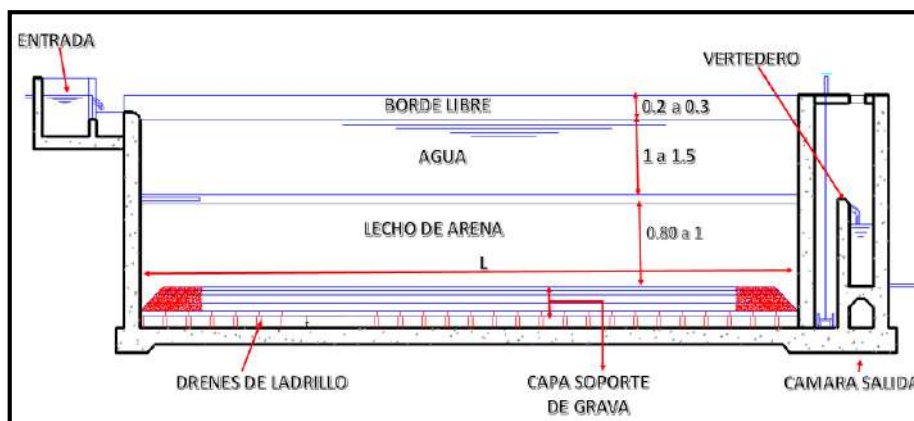 ENTRADA
VERTEDERO
BORDE LIBRE
0.2 a 0.3
AGUA
1 a 1.5
LECHO DE ARENA
0.80 a 1
L
DRENES DE LADRILLO
CAPA SOPORTE
DE GRAVA
CAMARA SALIDA